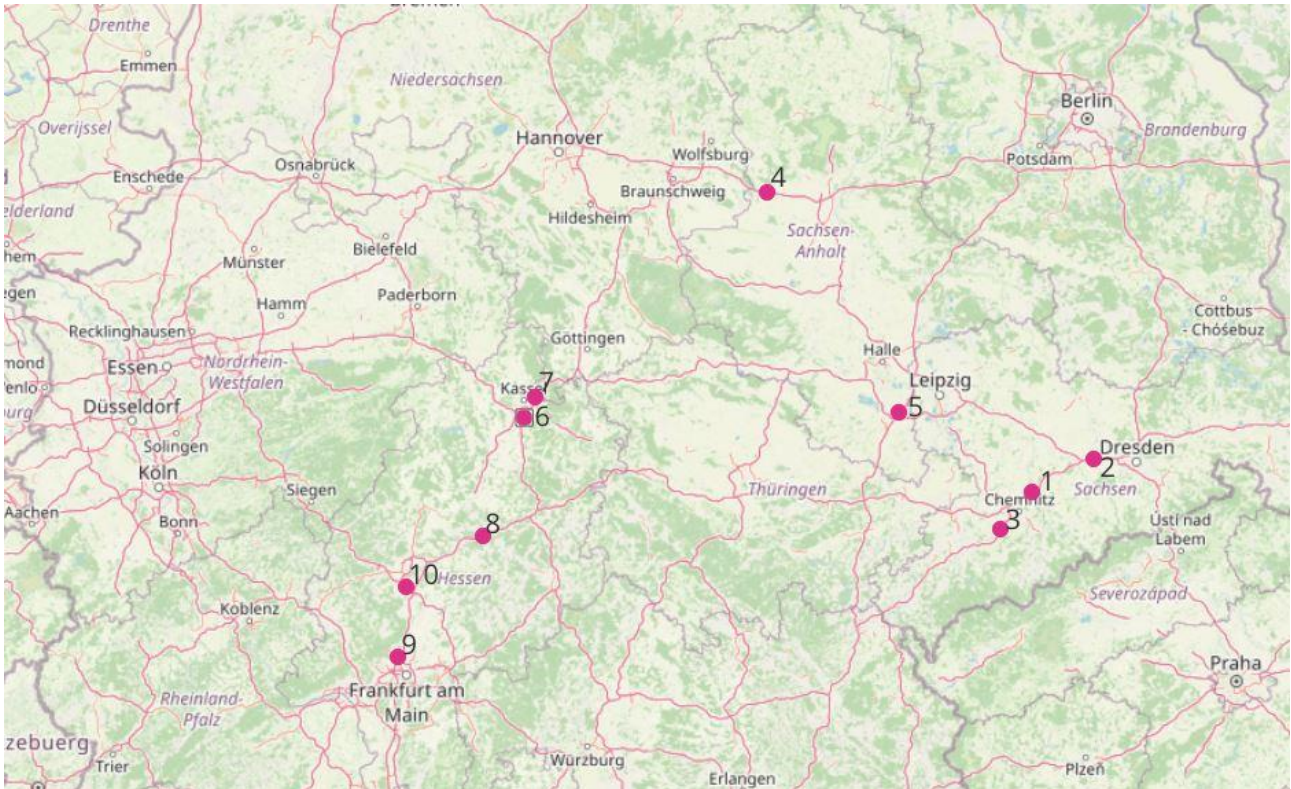 Bremen
Drenthe
Emmen
Niedersachsen
Berlin
Overijssel
Hannover
Brandenburg
Osnabrück
Wolfsburg
Potsdam
Enschede
4
Braunschweig
elderland
Hildesheim
Sachsen-
Anhalt
hem
Bielefeld
Münster
egen
Paderborn
Hamm
Cottbus
- Chóśebuz
Recklinghausen
Göttingen
mond
Nordrhein-
Westfalen
Halle
Essen
enlo
Leipzig
7
Kassel
burg
Düsseldorf
6
5
Solingen
Dresden
2
Köln
Siegen
Thüringen
1
Sachsen
Chemnitz
Aachen
Bonn
8
3
Ústí nad
Labem
10
Hessen
Severozápad
Koblenz
9
Praha
Rheinland-
Pfalz
Frankfurt am
Main
zebuerg
Trier
Würzburg
Plzeň
Erlangen